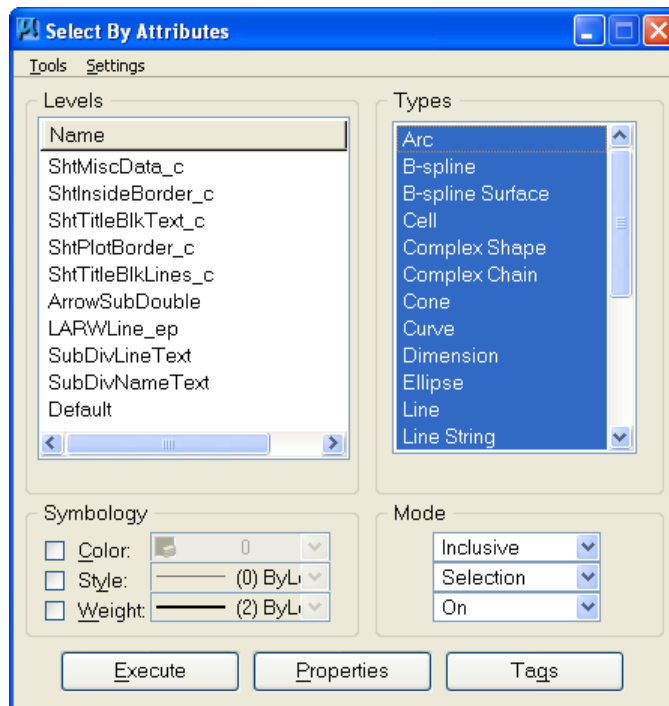 Select By Attributes
Tools Settings
Levels
Name
ShtMiscData_c
ShtInsideBorder_c
ShtTitleBlkText_c
ShtPlotBorder_c
ShtTitleBlkLines_c
ArrowSubDouble
LARWLine_ep
SubDivLineText
SubDivNameText
Default
Types
Arc
B-spline
B-spline Surface
Cell
Complex Shape
Complex Chain
Cone
Curve
Dimension
Ellipse
Line
Line String
Symbology
Color: 0
Style: (0) ByL
Weight: (2) ByL
Mode
Inclusive
Selection
On
Execute Properties Tags